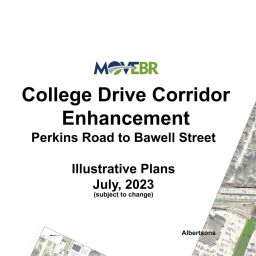 MOVEBR
College Drive Corridor
Enhancement
Perkins Road to Bawell Street
Illustrative Plans
July, 2023
(subject to change)
Albertsons